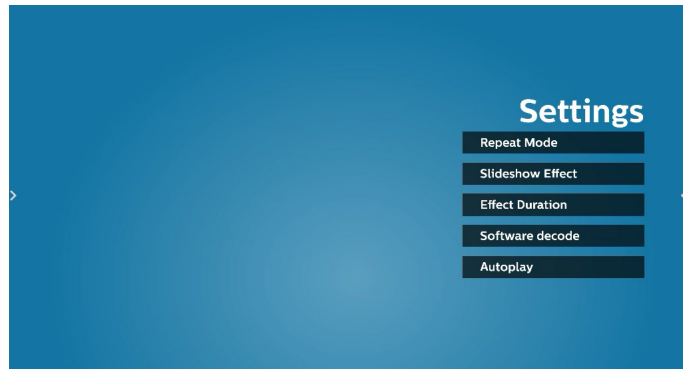 Settings
Repeat Mode
Slideshow Effect
Effect Duration
Software decode
Autoplay